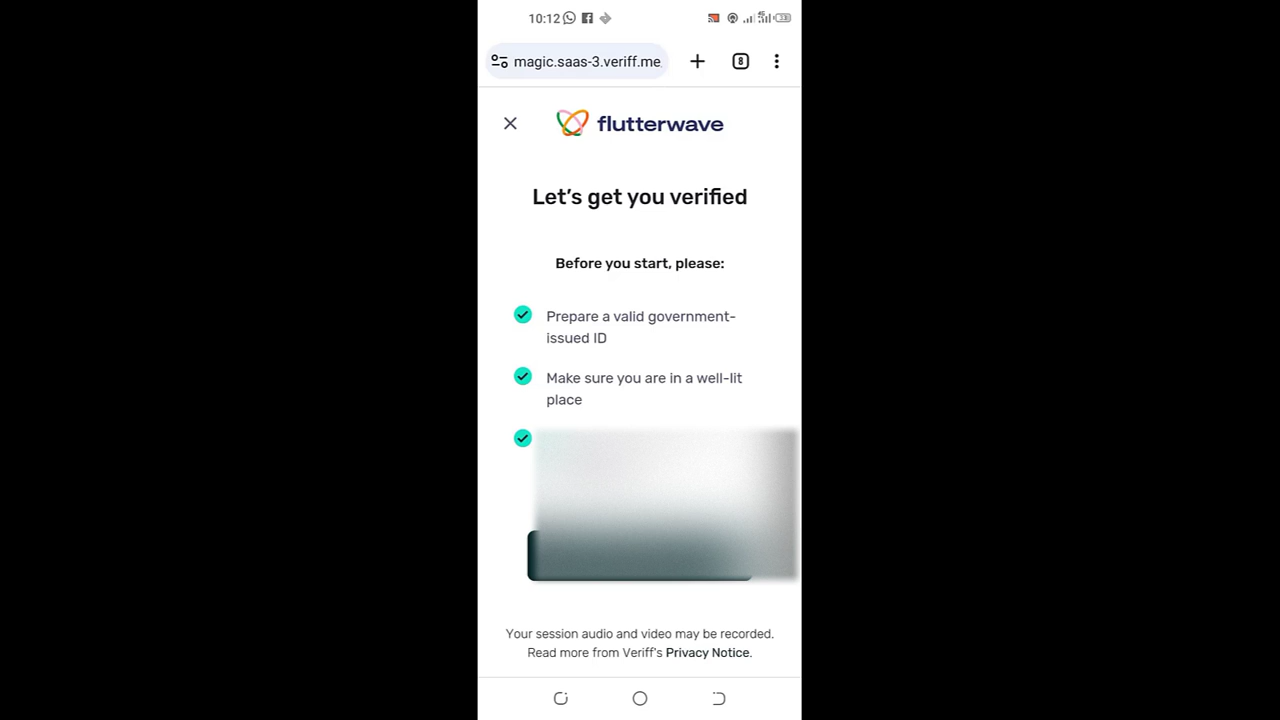 10:12
magic.saas-3.veriff.me
8
flutterwave
Let's get you verified
Before you start, please:
Prepare a valid government-
issued ID
Make sure you are in a well-lit
place
Your session audio and video may be recorded.
Read more from Veriff's Privacy Notice.